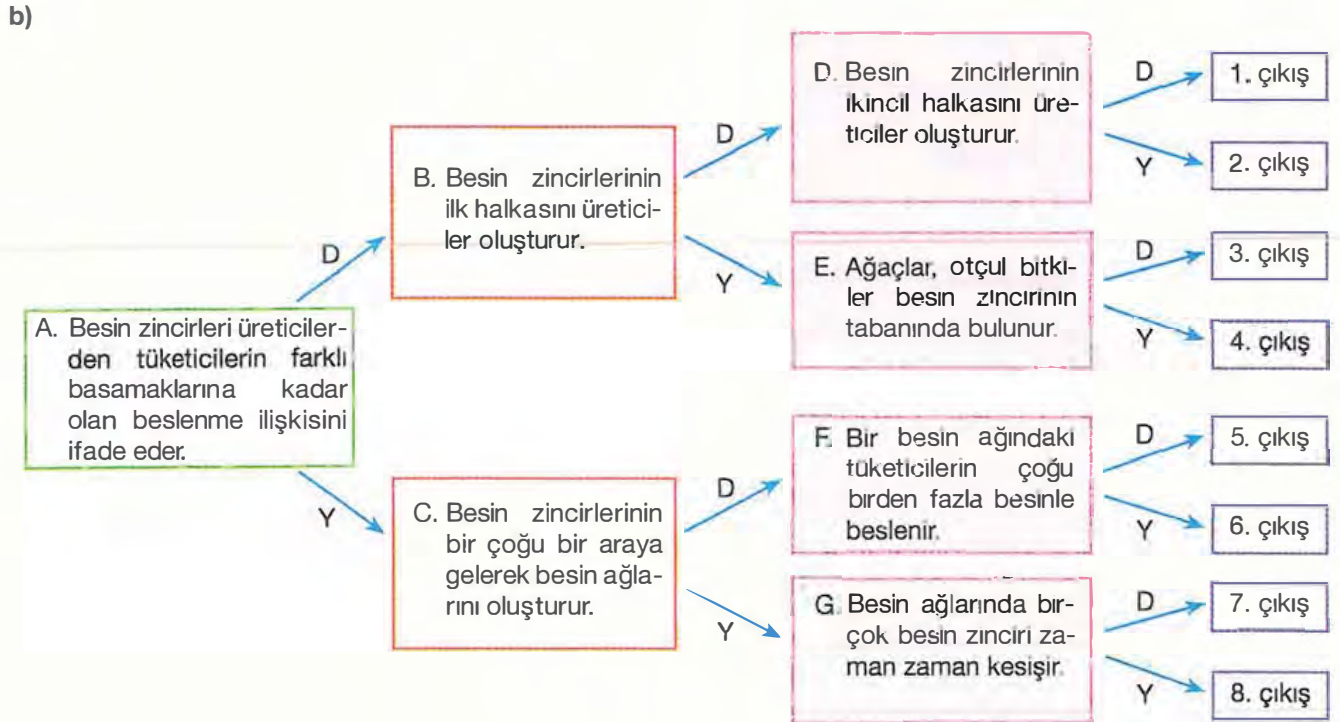 b)
A. Besin zincirleri üreticiler-
den tüketicilerin farklı
basamaklarına kadar
olan beslenme ilişkisini
ifade eder.
D
Y
B. Besin zincirlerinin
ilk halkasını üretici-
ler oluşturur.
D
Y
C. Besin zincirlerinin
bir çoğu bir araya
gelerek besin ağla-
rını oluşturur.
D
Y
D. Besin zincirlerinin
ikincil halkasını üre-
ticiler oluşturur.
D
Y
1. çıkış
2. çıkış
E. Ağaçlar, otçul bitki-
ler besin zincirinin
tabanında bulunur.
D
Y
3. çıkış
4. çıkış
F. Bir besin ağındaki
tüketicilerin çoğu
birden fazla besinle
beslenir.
D
Y
5. çıkış
6. çıkış
G. Besin ağlarında bir-
çok besin zinciri za-
man zaman kesişir.
D
Y
7. çıkış
8. çıkış